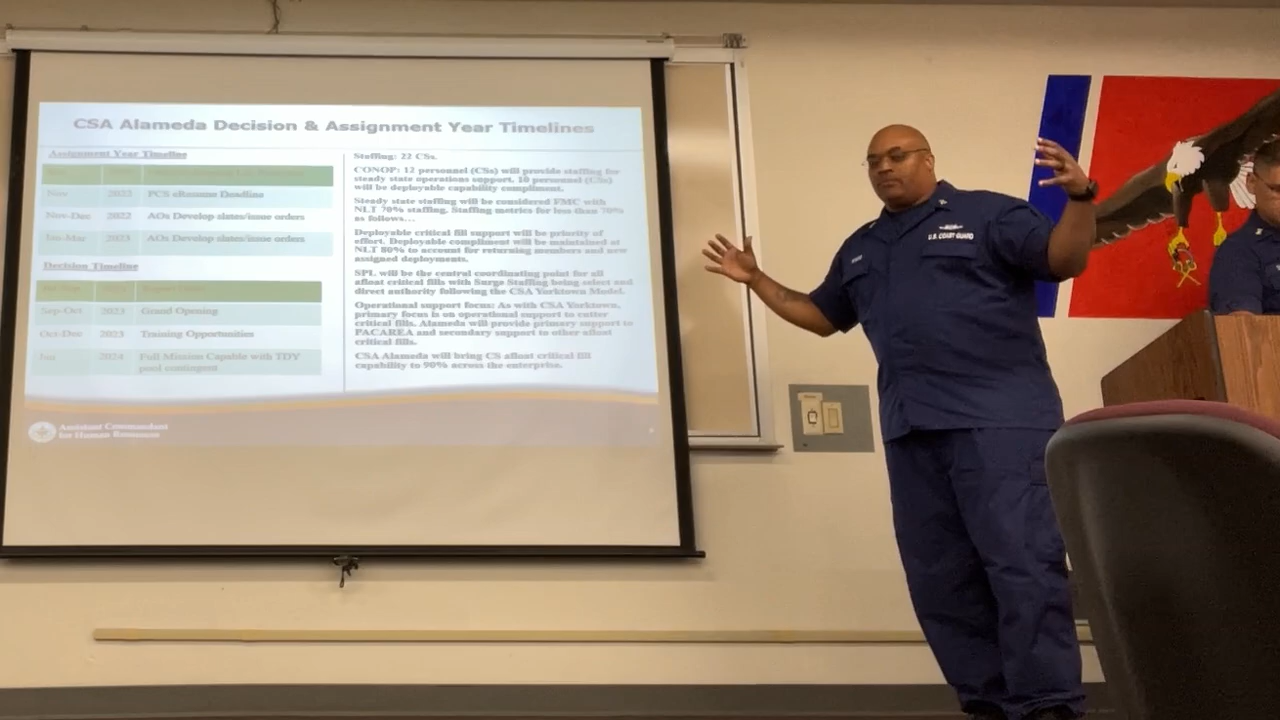 CSA Alameda Decision & Assignment Year Timelines
Assignment Year Timeline
Nov 2022 PCS eResume Deadline
Nov-Dec 2022 AOs Develop slates/issue orders
Jan-Mar 2023 AOs Develop slates/issue orders
Decision Timeline
Sep-Oct 2023 Grand Opening
Oct-Dec 2023 Training Opportunities
Jan 2024 Full Mission Capable with TDY
pool contingent
Staffing: 22 CSs.
CONOP: 12 personnel (CSs) will provide staffing for
steady state operations support. 10 personnel (CSs)
will be deployable capability compliment.
Steady state staffing will be considered FMC with
NLT 70% staffing. Staffing metrics for less than 70%
as follows...
Deployable critical fill support will be priority of
effort. Deployable compliment will be maintained at
NLT 80% to account for returning members and new
assigned deployments.
SPL will be the central coordinating point for all
afloat critical fills with Surge Staffing being select and
direct authority following the CSA Yorktown Model.
Operational support focus: As with CSA Yorktown,
primary focus is on operational support to cutter
critical fills. Alameda will provide primary support to
PACAREA and secondary support to other afloat
critical fills.
CSA Alameda will bring CS afloat critical fill
capability to 90% across the enterprise.
Assistant Commandant
for Human Resources
U.S. COAST GUARD